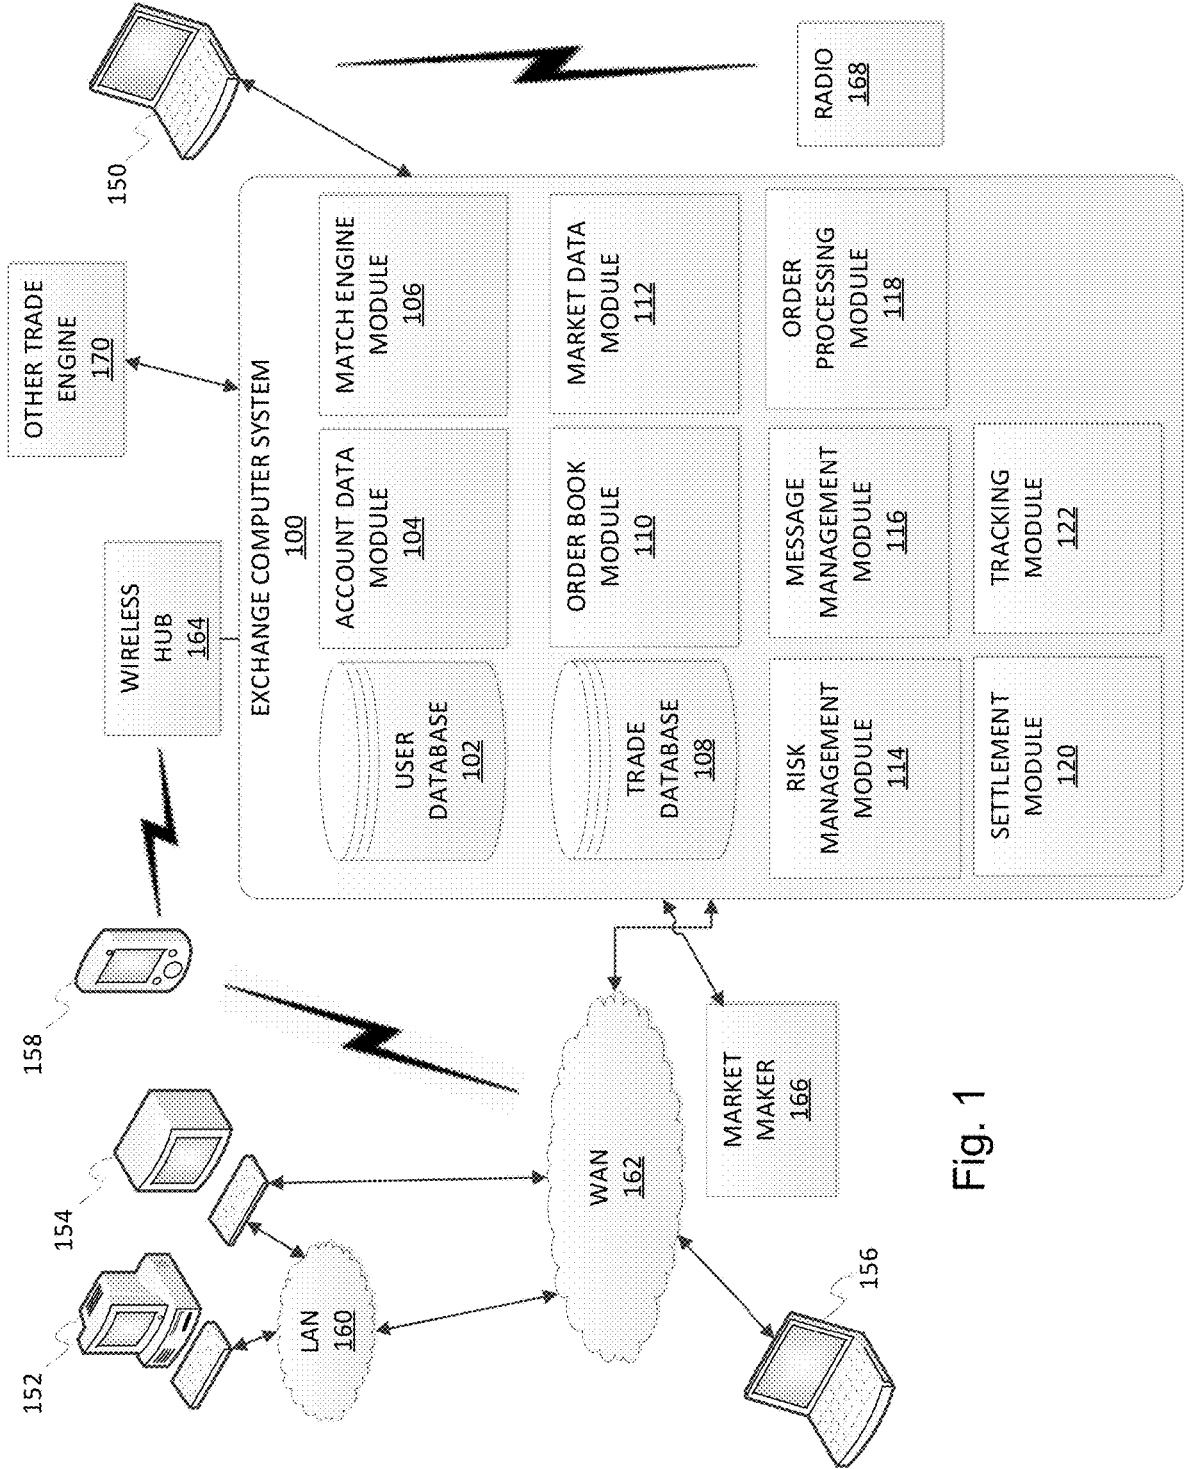 152
154
158
LAN
160
156
WAN
162
MARKET
MAKER
166
WIRELESS
HUB
164
OTHER TRADE
ENGINE
170
150
RADIO
168
EXCHANGE COMPUTER SYSTEM
100
USER
DATABASE
102
ACCOUNT DATA
MODULE
104
MATCH ENGINE
MODULE
106
TRADE
DATABASE
108
ORDER BOOK
MODULE
110
MARKET DATA
MODULE
112
RISK
MANAGEMENT
MODULE
114
MESSAGE
MANAGEMENT
MODULE
116
ORDER
PROCESSING
MODULE
118
SETTLEMENT
MODULE
120
TRACKING
MODULE
122
Fig. 1